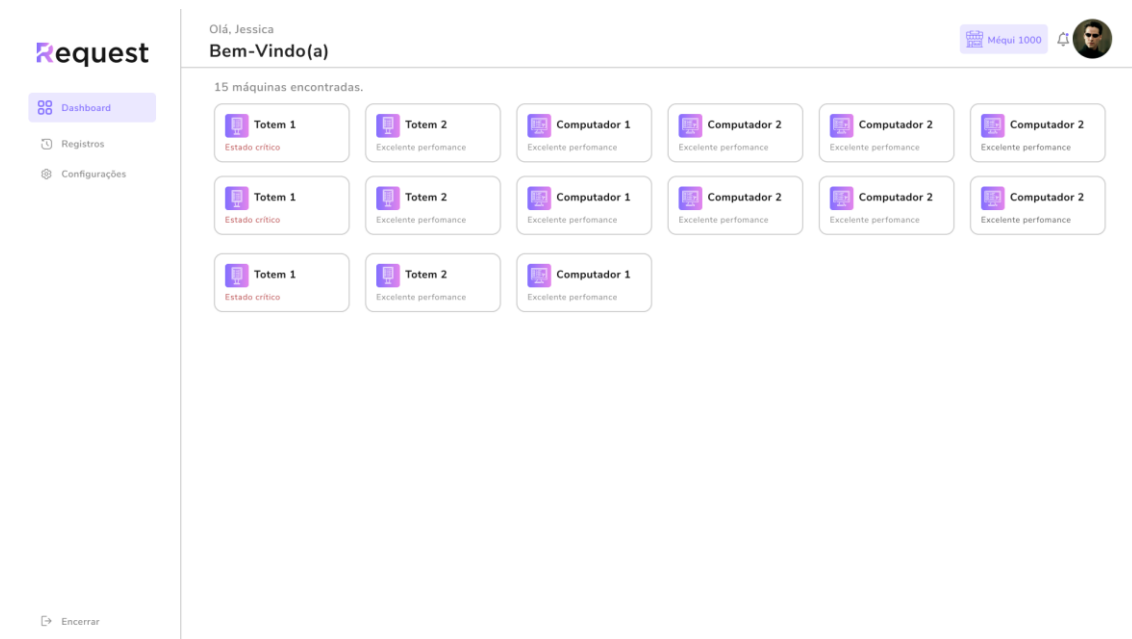 Request
Dashboard
Registros
Configurações
Encerrar
Olá, Jessica
Bem-Vindo(a)
Méqui 1000
15 máquinas encontradas.
Totem 1
Estado crítico
Totem 2
Excelente perfomance
Computador 1
Excelente perfomance
Computador 2
Excelente perfomance
Computador 2
Excelente perfomance
Computador 2
Excelente perfomance
Totem 1
Estado crítico
Totem 2
Excelente perfomance
Computador 1
Excelente perfomance
Computador 2
Excelente perfomance
Computador 2
Excelente perfomance
Computador 2
Excelente perfomance
Totem 1
Estado crítico
Totem 2
Excelente perfomance
Computador 1
Excelente perfomance